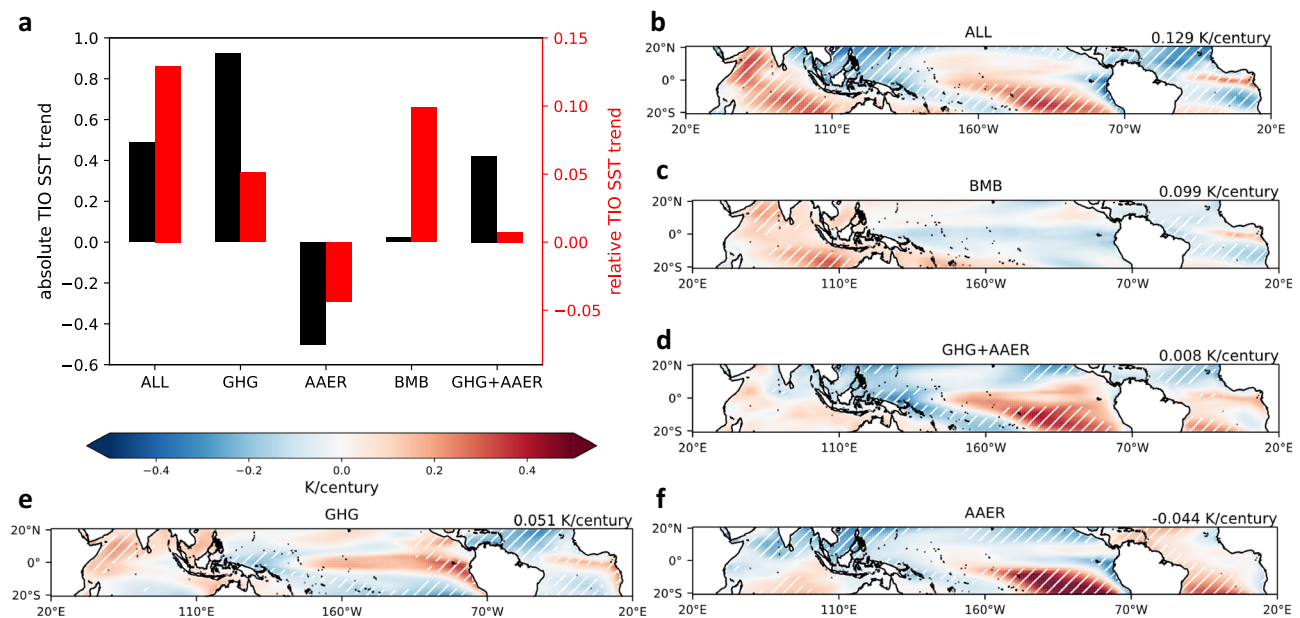 a
1.0
0.8
0.6
0.4
0.2
0.0
−0.2
−0.4
−0.6
absolute TIO SST trend
0.15
0.10
0.05
0.00
−0.05
relative TIO SST trend
ALL GHG AAER BMB GHG+AAER
−0.4 −0.2 0.0 0.2 0.4
K/century
b
ALL
0.129 K/century
20°N
0°
20°S
20°E 110°E 160°W 70°W 20°E
c
BMB
0.099 K/century
20°N
0°
20°S
20°E 110°E 160°W 70°W 20°E
d
GHG+AAER
0.008 K/century
20°N
0°
20°S
20°E 110°E 160°W 70°W 20°E
e
GHG
0.051 K/century
20°N
0°
20°S
20°E 110°E 160°W 70°W 20°E
f
AAER
-0.044 K/century
20°N
0°
20°S
20°E 110°E 160°W 70°W 20°E